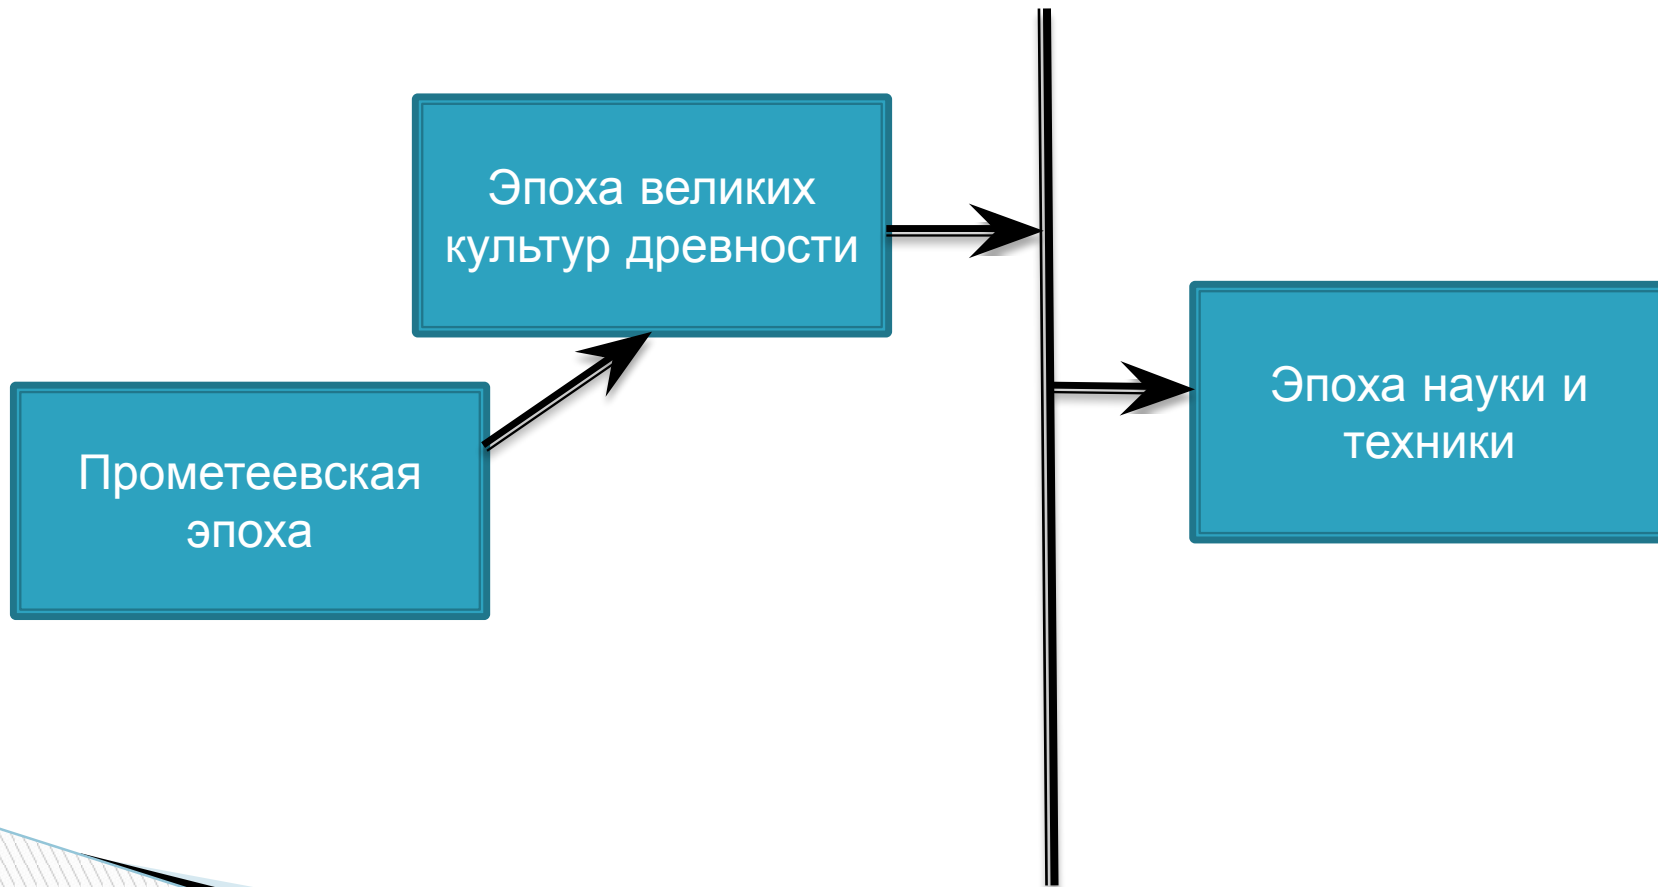 Эпоха великих
культур древности
Прометеевская
эпоха
Эпоха науки и
техники